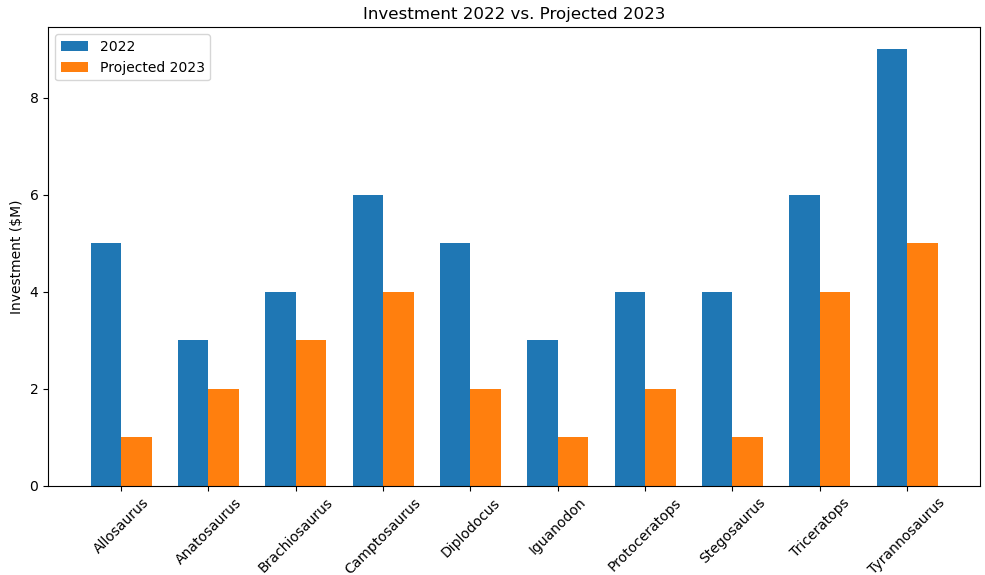 Investment 2022 vs. Projected 2023
2022
Projected 2023
Investment ($M)
8
6
4
2
0
Allosaurus
Anatosaurus
Brachiosaurus
Camptosaurus
Diplodocus
Iguanodon
Protoceratops
Stegosaurus
Triceratops
Tyrannosaurus